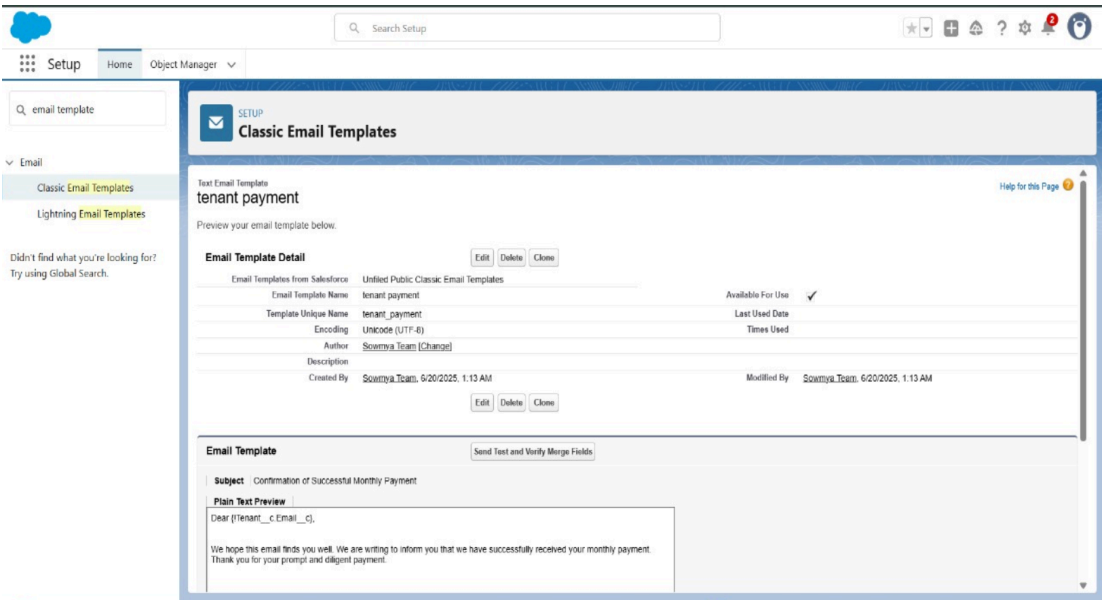 Search Setup
2
Setup
Home
Object Manager
email template
Email
Classic Email Templates
Lightning Email Templates
Didn't find what you're looking for?
Try using Global Search.
SETUP
Classic Email Templates
Text Email Template
tenant payment
Help for this Page
Preview your email template below.
Email Template Detail
Edit Delete Clone
Email Templates from Salesforce Unfiled Public Classic Email Templates
Email Template Name tenant payment Available For Use
Template Unique Name tenant_payment Last Used Date
Encoding Unicode (UTF-8) Times Used
Author Sowmya Team [Change]
Description
Created By Sowmya Team, 6/20/2025, 1:13 AM Modified By Sowmya Team, 6/20/2025, 1:13 AM
Edit Delete Clone
Email Template Send Test and Verify Merge Fields
Subject Confirmation of Successful Monthly Payment
Plain Text Preview
Dear {!Tenant__c.Email__c},
We hope this email finds you well. We are writing to inform you that we have successfully received your monthly payment.
Thank you for your prompt and diligent payment.